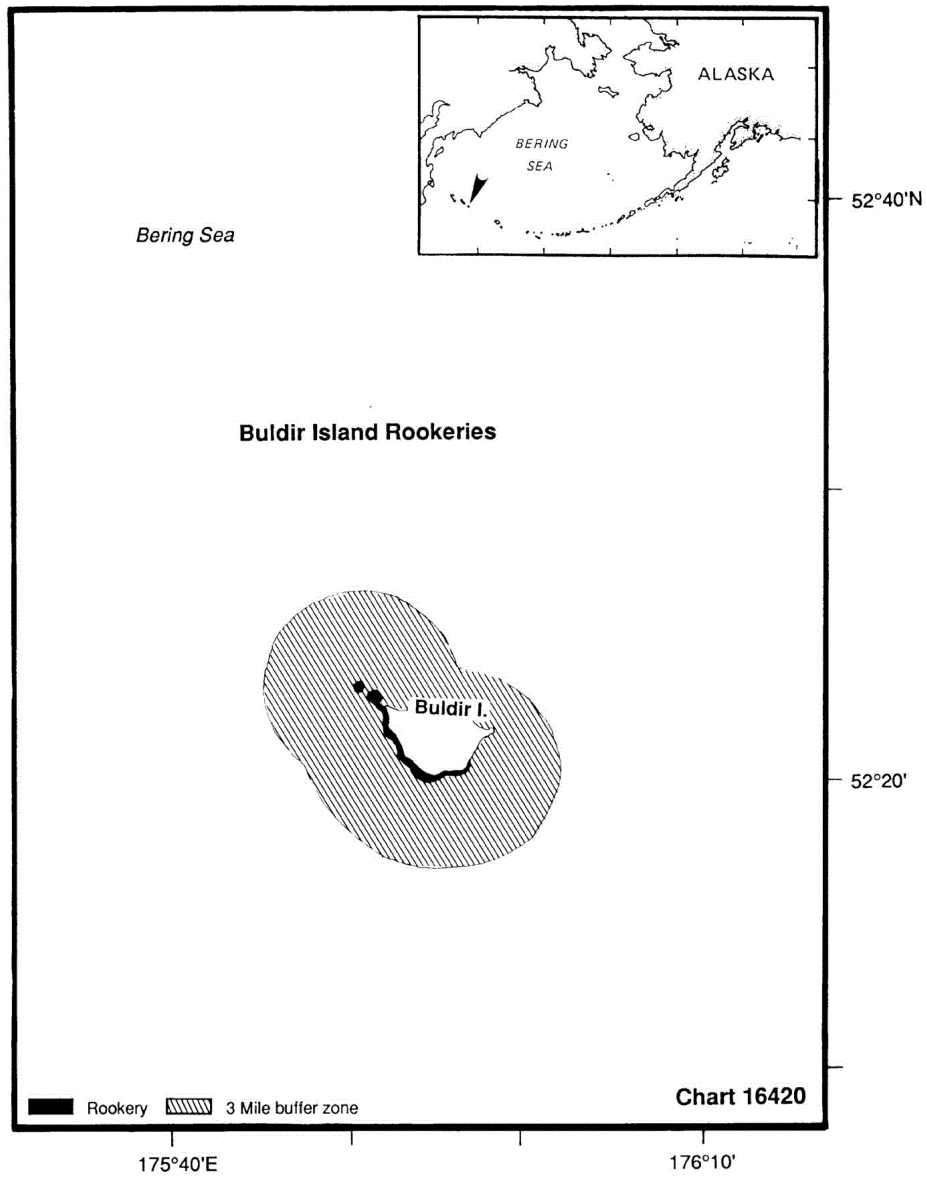 ALASKA
BERING
SEA
52°40'N
Bering Sea
Buldir Island Rookeries
Buldir I.
52°20'
Chart 16420
Rookery
3 Mile buffer zone
175°40'E
176°10'